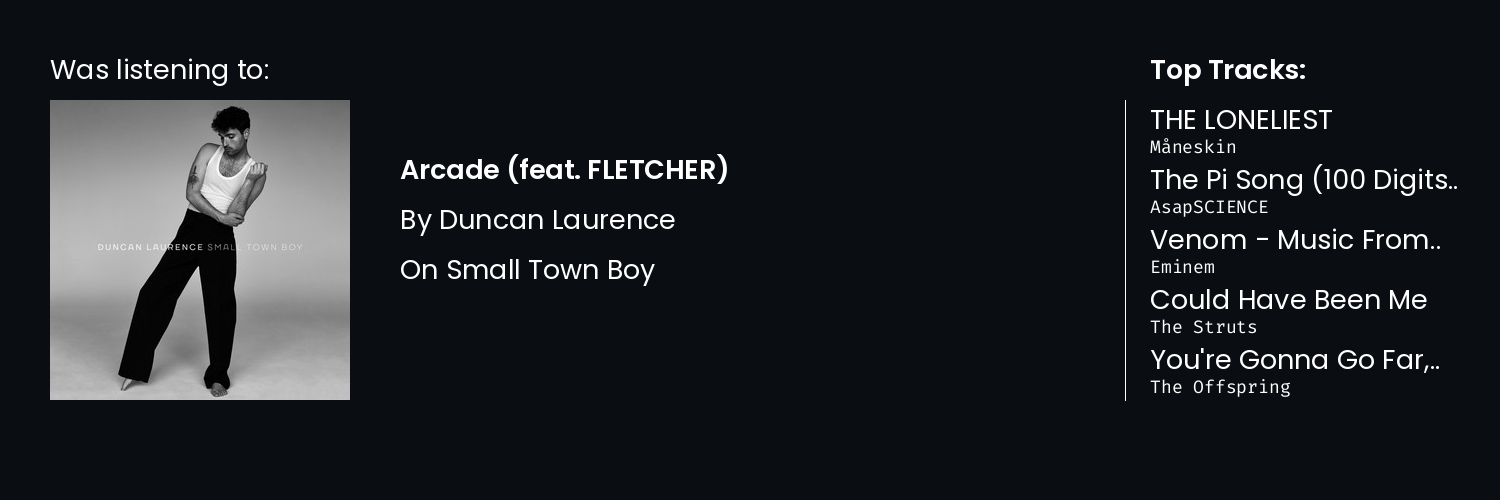 Was listening to:
DUNCAN LAURENCE SMALL TOWN BOY
Arcade (feat. FLETCHER)
By Duncan Laurence
On Small Town Boy
Top Tracks:
THE LONELIEST
Måneskin
The Pi Song (100 Digits..
AsapSCIENCE
Venom - Music From..
Eminem
Could Have Been Me
The Struts
You're Gonna Go Far,..
The Offspring